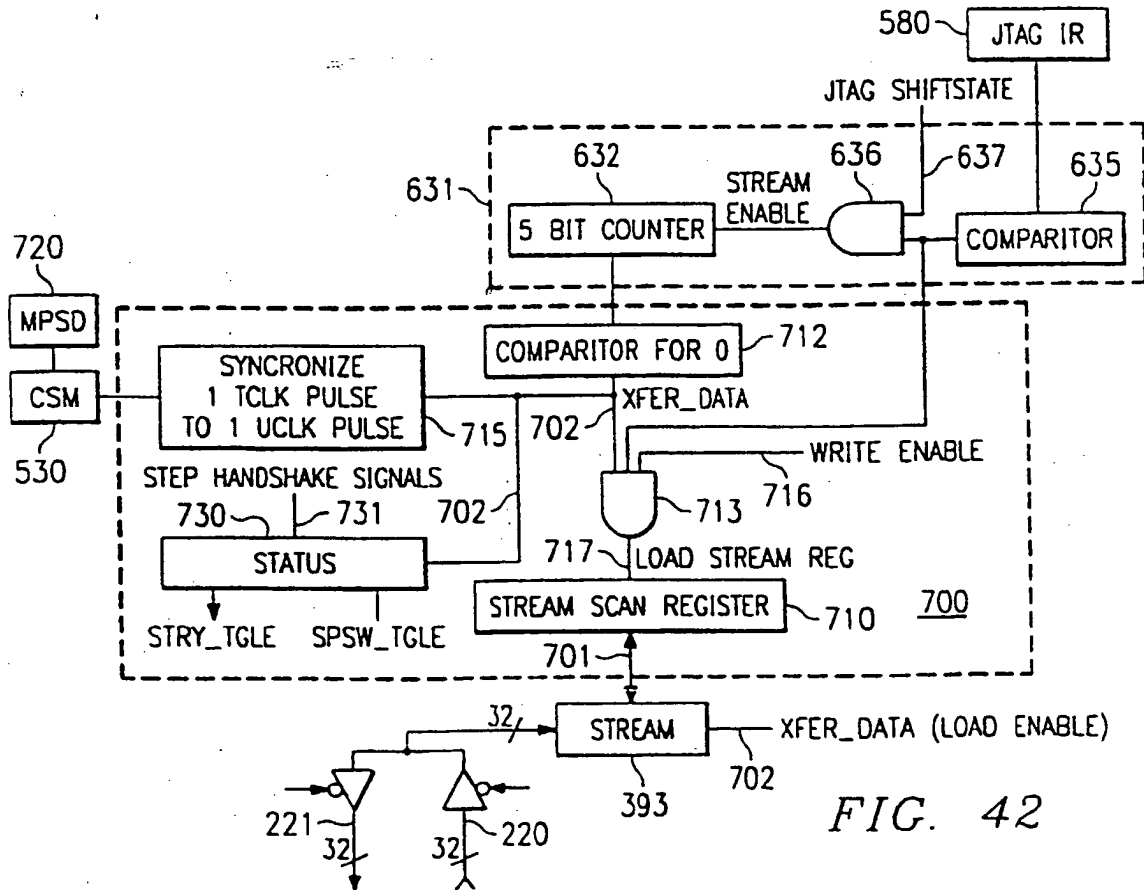 580
JTAG IR
JTAG SHIFTSTATE
632
636
637
635
631
STREAM
ENABLE
5 BIT COUNTER
COMPARITOR
720
MPSD
CSM
530
SYNCRONIZE
1 TCLK PULSE
TO 1 UCLK PULSE
715
COMPARITOR FOR 0
712
XFER_DATA
702
WRITE ENABLE
716
713
STEP HANDSHAKE SIGNALS
730
731
702
STATUS
717
LOAD STREAM REG
STREAM SCAN REGISTER
710
700
STRY_TGLE
SPSW_TGLE
701
32
STREAM
XFER_DATA (LOAD ENABLE)
702
393
221
220
32
32
FIG. 42